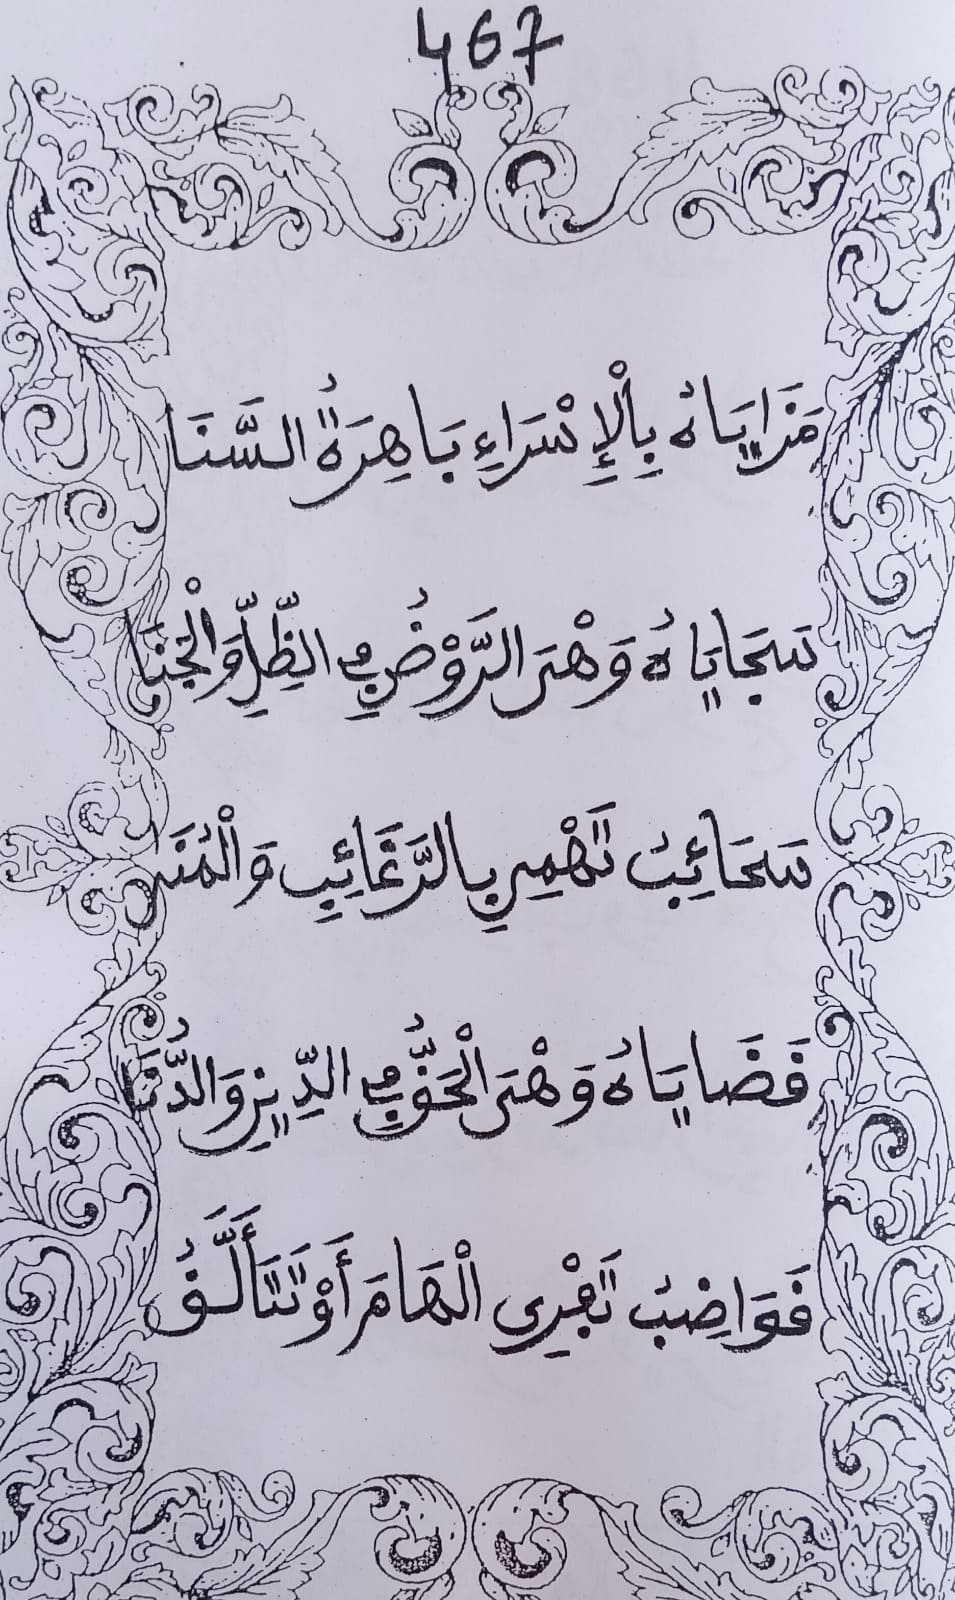 467
مَزَايَاهُ بِالْإِسْرَاءِ بَاهِرَةُ السَّنَا
سَجَايَاهُ وَهْيَ الرَّوْضُ فِي الظِّلِّ وَالْجَنَا
سَحَائِبُ تَهْمِي بِالرَّغَائِبِ وَالْمُنَى
قَضَايَاهُ وَهْيَ الْحَقُّ فِي الدِّينِ وَالدُّنَا
قَوَاضِبُ تَفْرِي الْهَامَ أَوْ تَتَأَلَّقُ